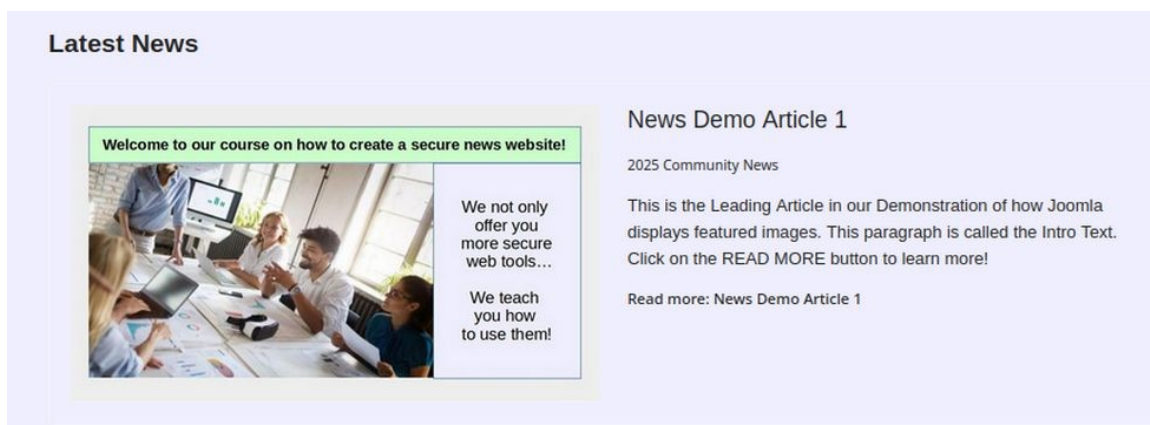 Latest News
Welcome to our course on how to create a secure news website!
We not only
offer you
more secure
web tools...
We teach
you how
to use them!
News Demo Article 1
2025 Community News
This is the Leading Article in our Demonstration of how Joomla
displays featured images. This paragraph is called the Intro Text.
Click on the READ MORE button to learn more!
Read more: News Demo Article 1